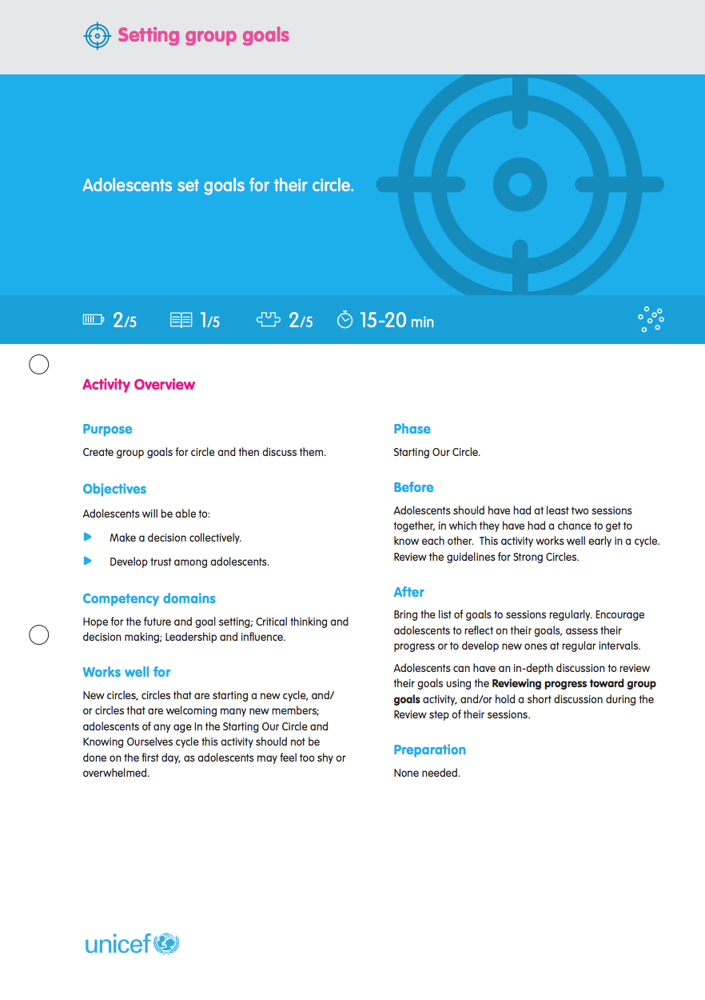 Setting group goals
Adolescents set goals for their circle.
2/5 1/5 2/5 15-20 min
Activity Overview
Purpose
Create group goals for circle and then discuss them.
Objectives
Adolescents will be able to:
Make a decision collectively.
Develop trust among adolescents.
Competency domains
Hope for the future and goal setting; Critical thinking and
decision making; Leadership and influence.
Works well for
New circles, circles that are starting a new cycle, and/
or circles that are welcoming many new members;
adolescents of any age In the Starting Our Circle and
Knowing Ourselves cycle this activity should not be
done on the first day, as adolescents may feel too shy or
overwhelmed.
Phase
Starting Our Circle.
Before
Adolescents should have had at least two sessions
together, in which they have had a chance to get to
know each other.  This activity works well early in a cycle.
Review the guidelines for Strong Circles.
After
Bring the list of goals to sessions regularly. Encourage
adolescents to reflect on their goals, assess their
progress or to develop new ones at regular intervals.
Adolescents can have an in-depth discussion to review
their goals using the Reviewing progress toward group
goals activity, and/or hold a short discussion during the
Review step of their sessions.
Preparation
None needed.
unicef